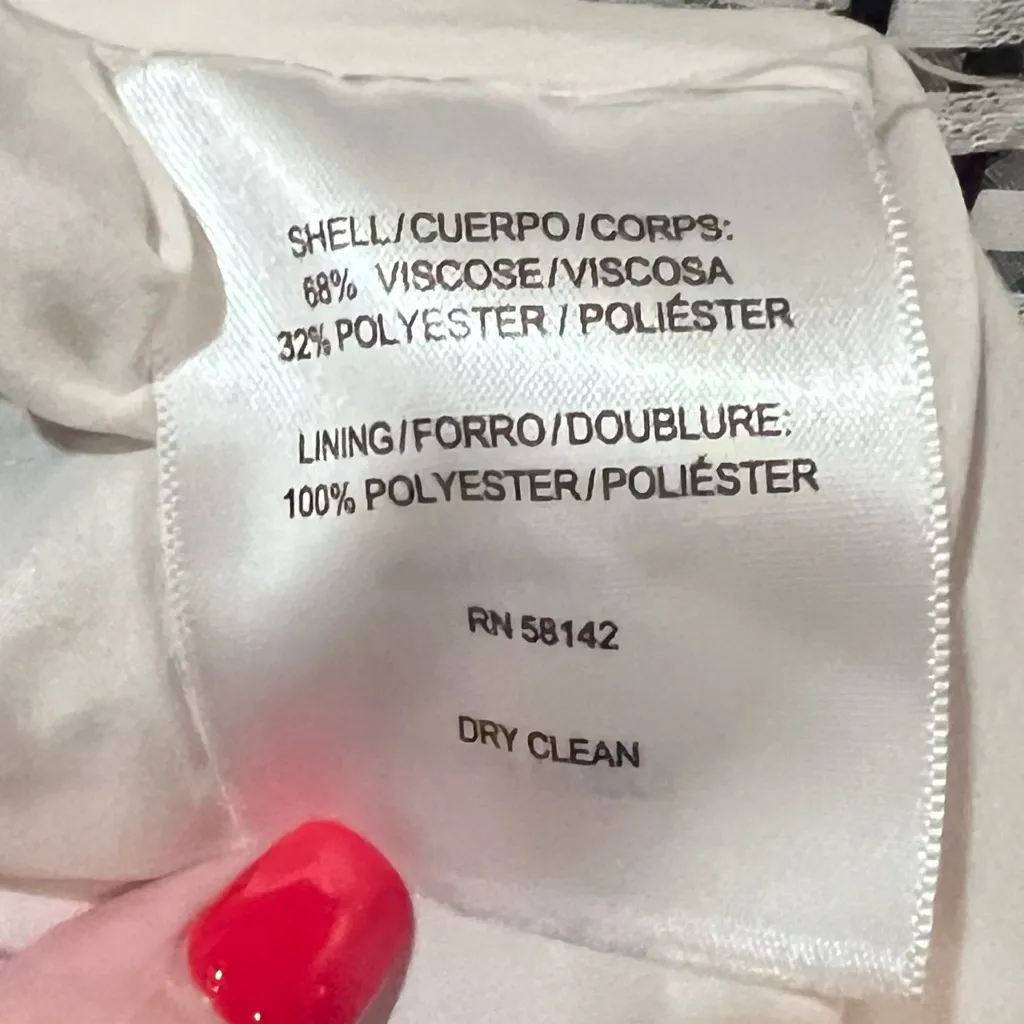 SHELL/CUERPO/CORPS:
68% VISCOSE/VISCOSA
32% POLYESTER / POLIÉSTER
LINING/FORRO/DOUBLURE:
100% POLYESTER/POLIÉSTER
RN 58142
DRY CLEAN